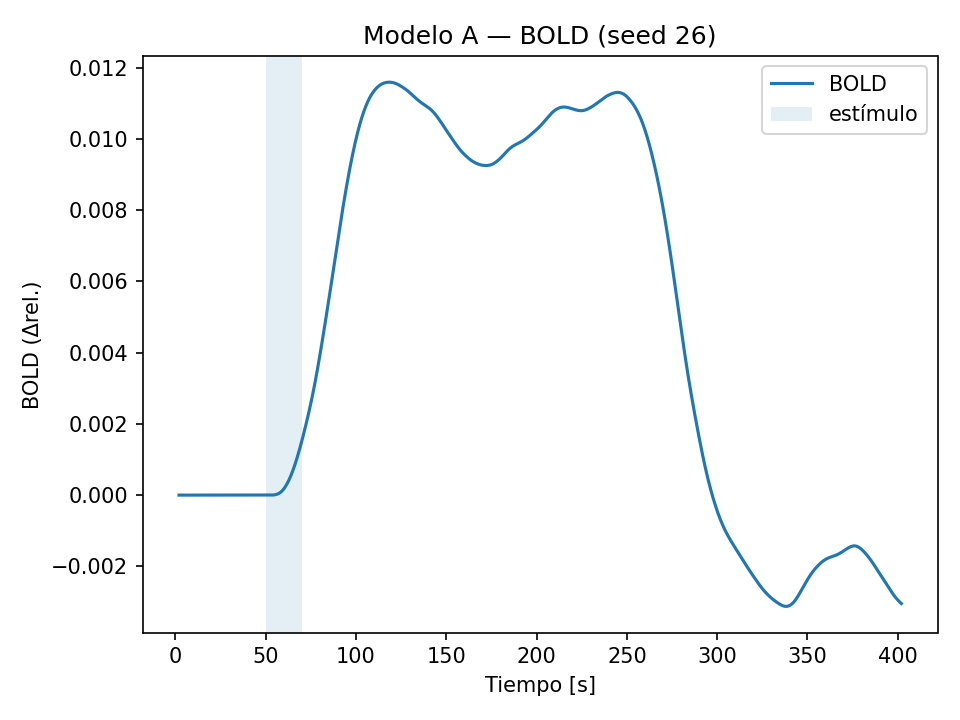 Modelo A — BOLD (seed 26)
BOLD
estímulo
BOLD (Δrel.)
0.012
0.010
0.008
0.006
0.004
0.002
0.000
−0.002
0 50 100 150 200 250 300 350 400
Tiempo [s]